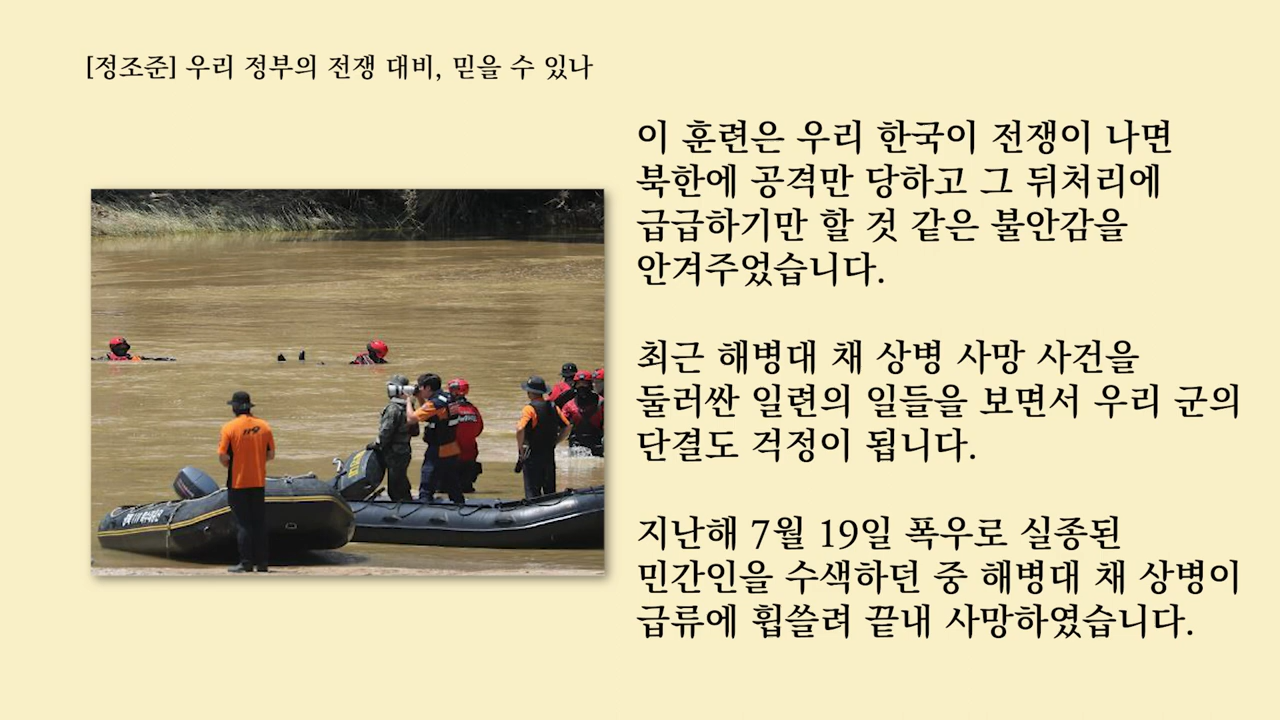 [정조준] 우리 정부의 전쟁 대비, 믿을 수 있나
이 훈련은 우리 한국이 전쟁이 나면
북한에 공격만 당하고 그 뒤처리에
급급하기만 할 것 같은 불안감을
안겨주었습니다.
최근 해병대 채 상병 사망 사건을
둘러싼 일련의 일들을 보면서 우리 군의
단결도 걱정이 됩니다.
지난해 7월 19일 폭우로 실종된
민간인을 수색하던 중 해병대 채 상병이
급류에 휩쓸려 끝내 사망하였습니다.
119